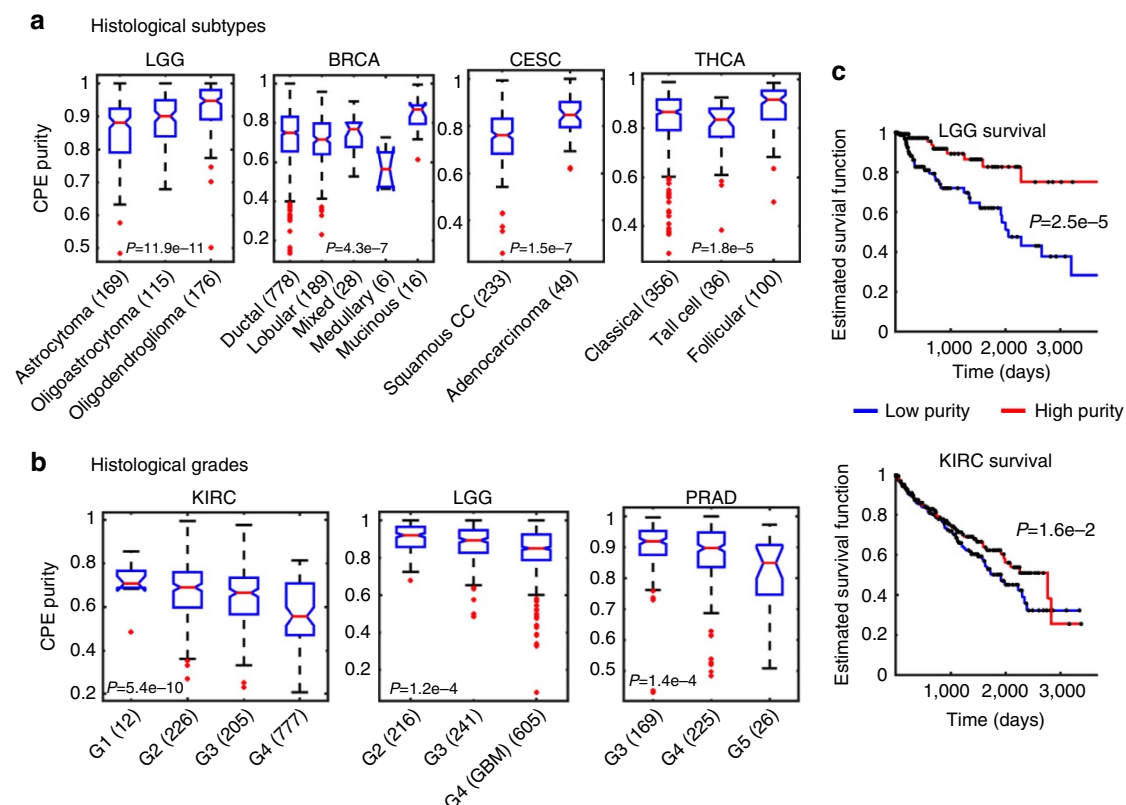 a
Histological subtypes
LGG
BRCA
CESC
THCA
CPE purity
1
0.9
0.8
0.7
0.6
0.5
P=11.9e–11
1
0.8
0.6
0.4
0.2
P=4.3e–7
1
0.8
0.6
0.4
P=1.5e–7
1
0.8
0.6
0.4
P=1.8e–5
Astrocytoma (169)
Oligoastrocytoma (115)
Oligodendroglioma (176)
Ductal (778)
Lobular (189)
Mixed (28)
Medullary (6)
Mucinous (16)
Squamous CC (233)
Adenocarcinoma (49)
Classical (356)
Tall cell (36)
Follicular (100)
b
Histological grades
KIRC
LGG
PRAD
CPE purity
1
0.8
0.6
0.4
0.2
P=5.4e–10
1
0.8
0.6
0.4
0.2
P=1.2e–4
1
0.9
0.8
0.7
0.6
0.5
P=1.4e–4
G1 (12)
G2 (226)
G3 (205)
G4 (777)
G2 (216)
G3 (241)
G4 (GBM) (605)
G3 (169)
G4 (225)
G5 (26)
c
LGG survival
Estimated survial function
1
0.8
0.6
0.4
0.2
0
P=2.5e–5
1,000
2,000
3,000
Time (days)
Low purity
High purity
KIRC survival
Estimated survial function
1
0.8
0.6
0.4
0.2
0
P=1.6e–2
1,000
2,000
3,000
Time (days)